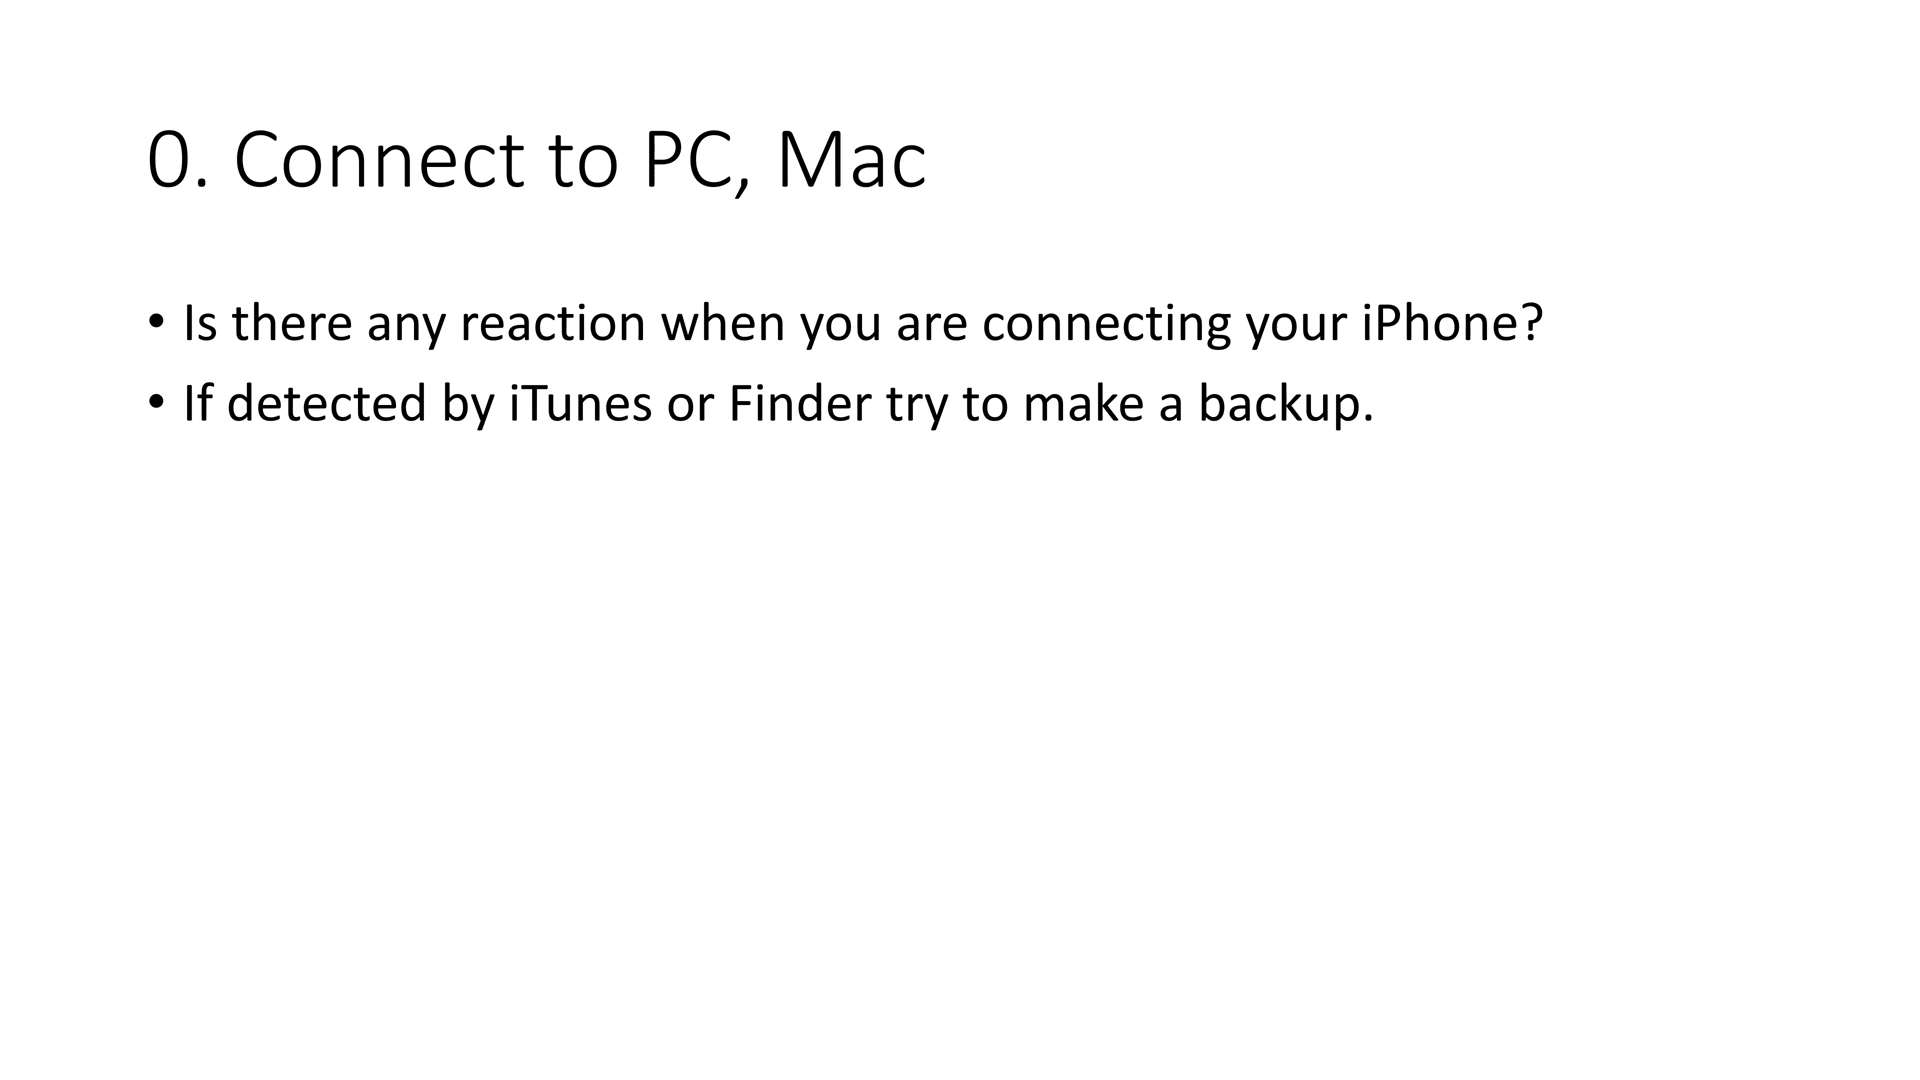 0. Connect to PC, Mac
• Is there any reaction when you are connecting your iPhone?
• If detected by iTunes or Finder try to make a backup.